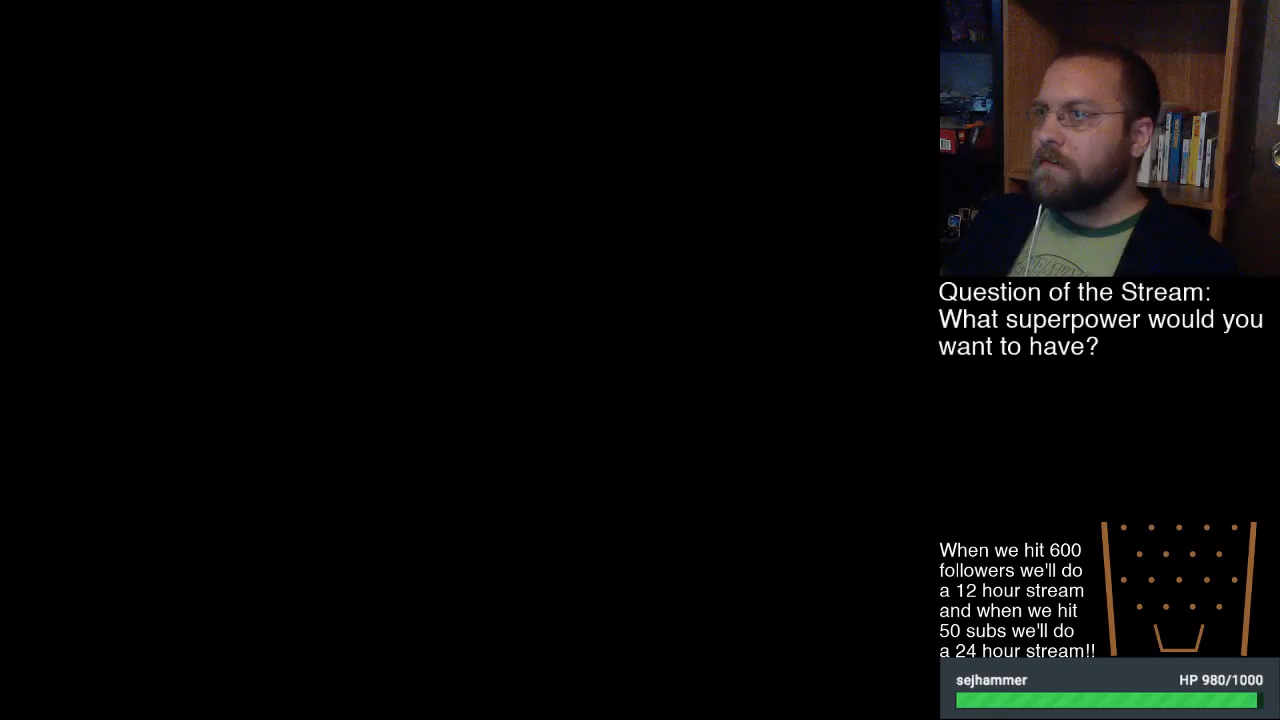 Question of the Stream:
What superpower would you
want to have?
When we hit 600
followers we'll do
a 12 hour stream
and when we hit
50 subs we'll do
a 24 hour stream!!
sejhammer HP 980/1000